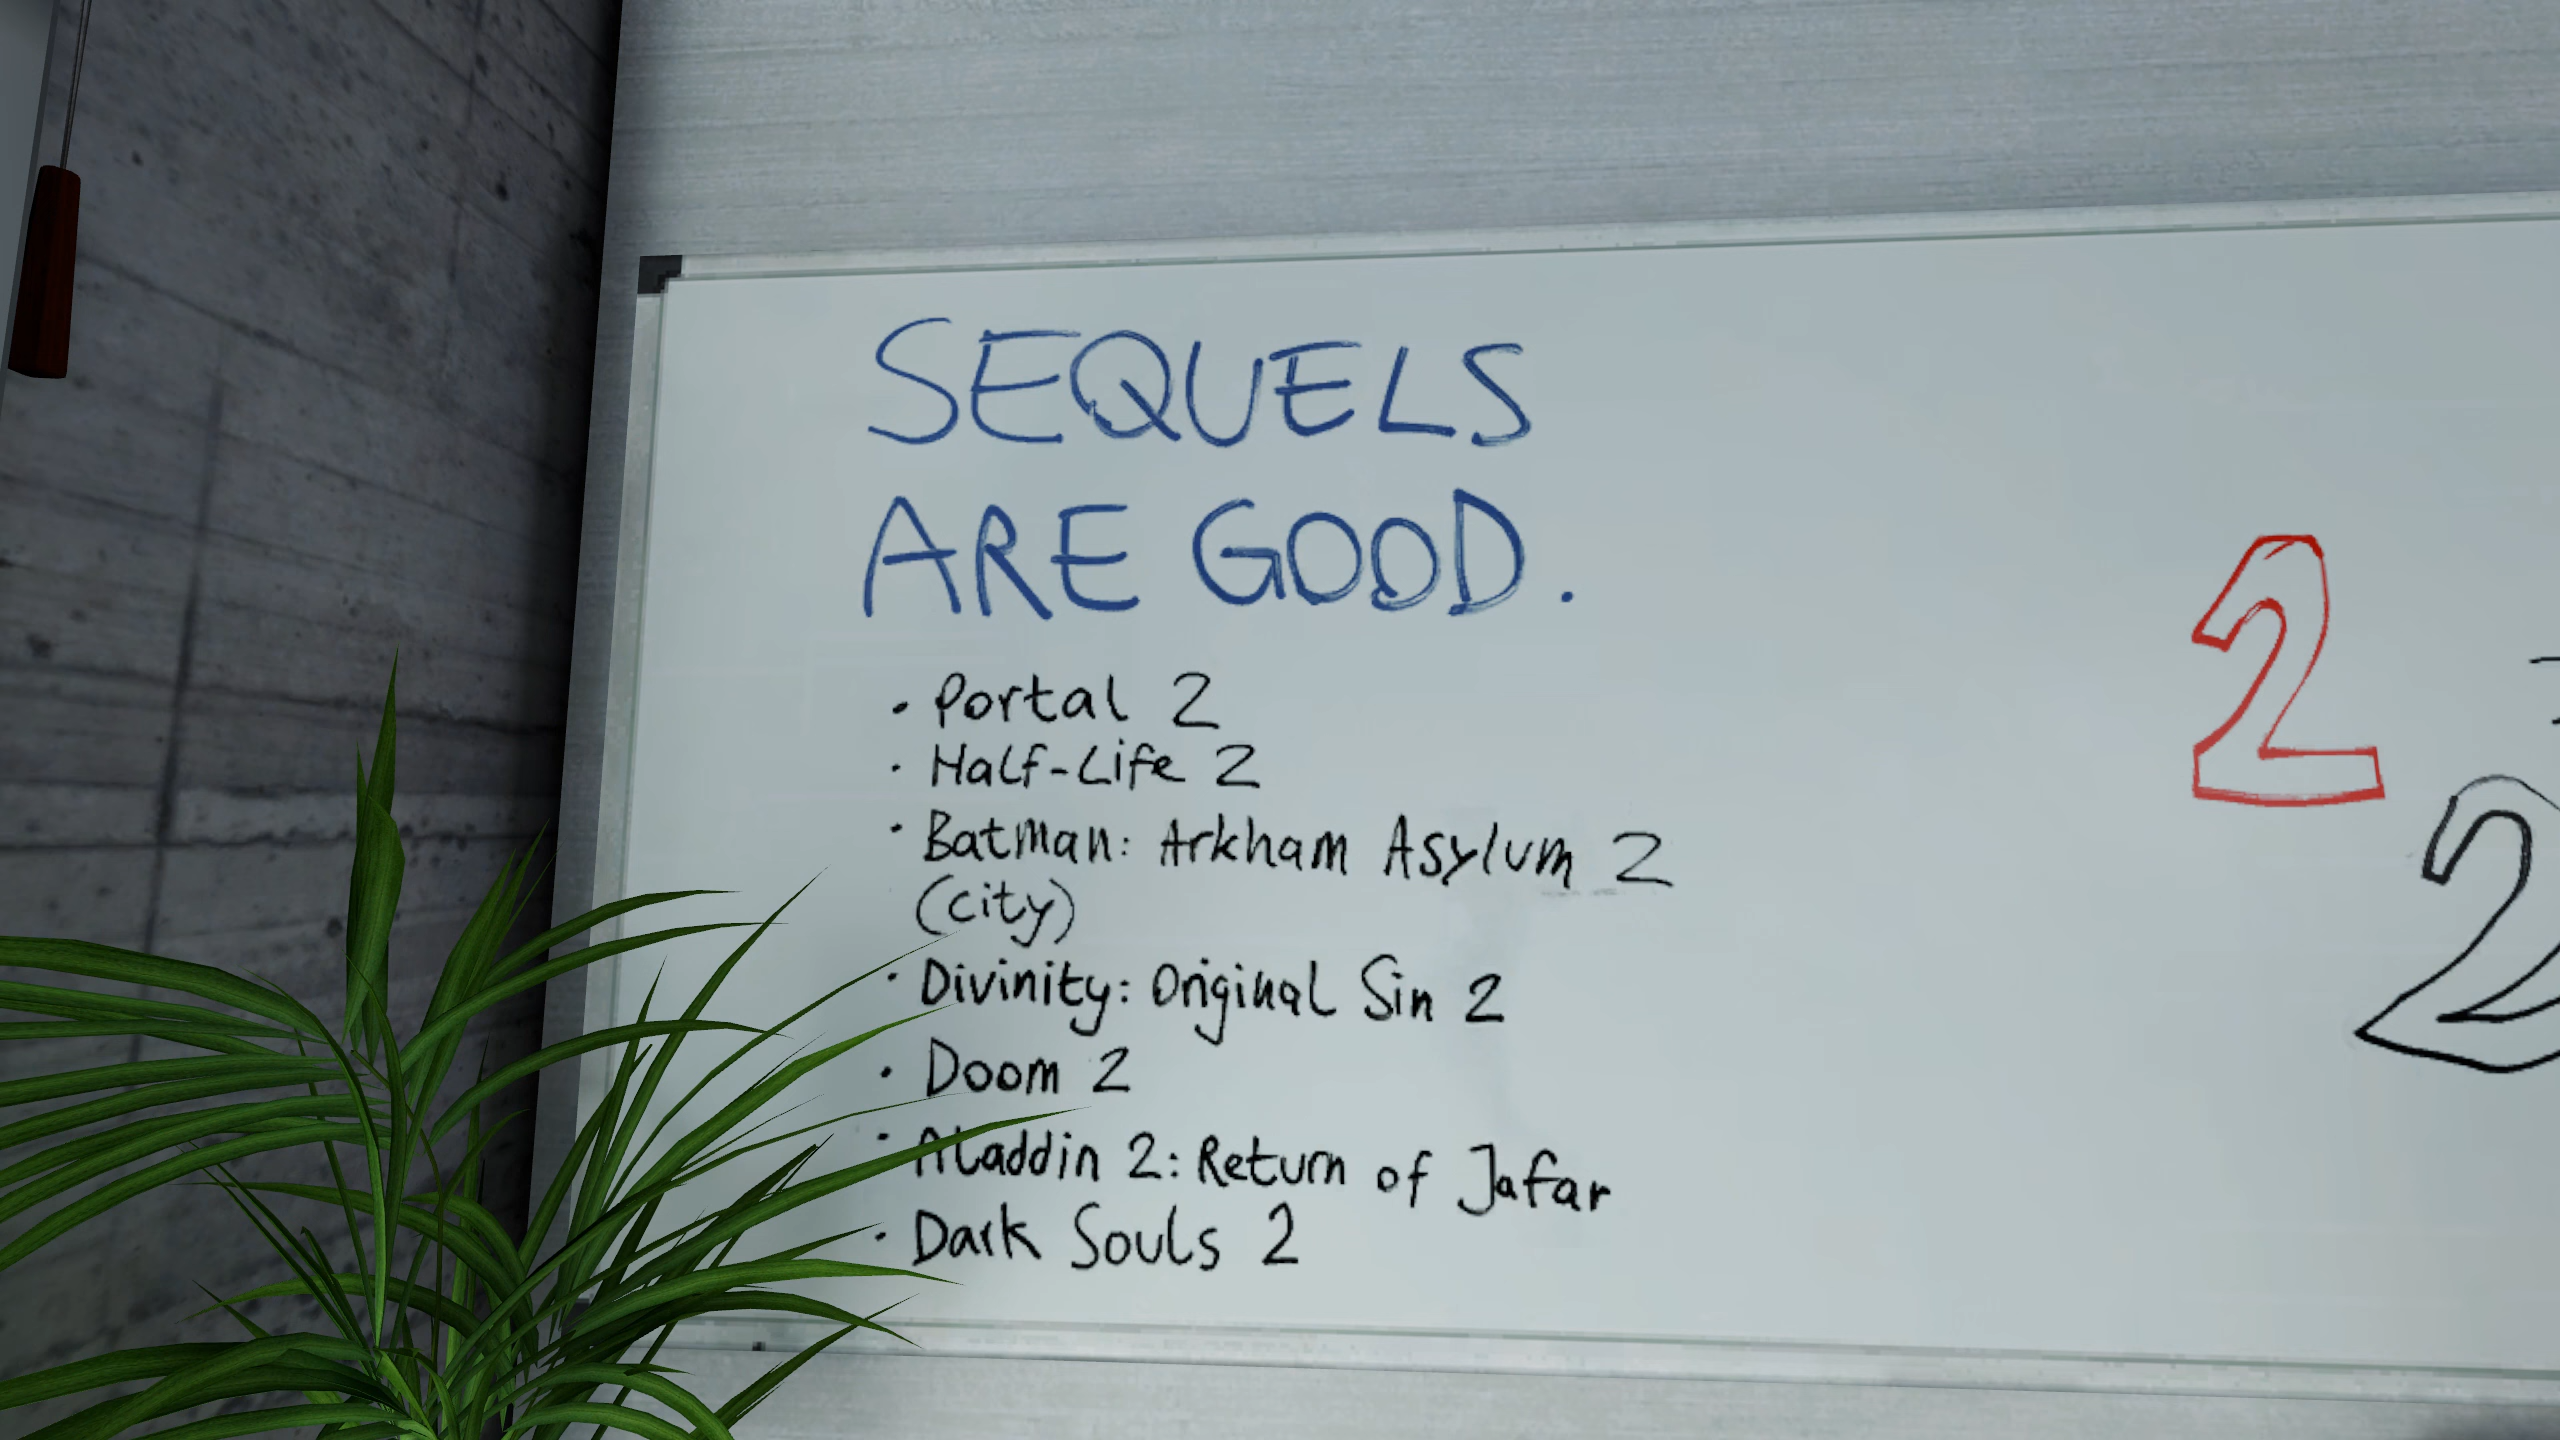 SEQUELS
ARE GOOD.
• Portal 2
• Half-Life 2
• Batman: Arkham Asylum 2
(City)
• Divinity: Original Sin 2
• Doom 2
• Aladdin 2: Return of Jafar
• Dark Souls 2
2
2